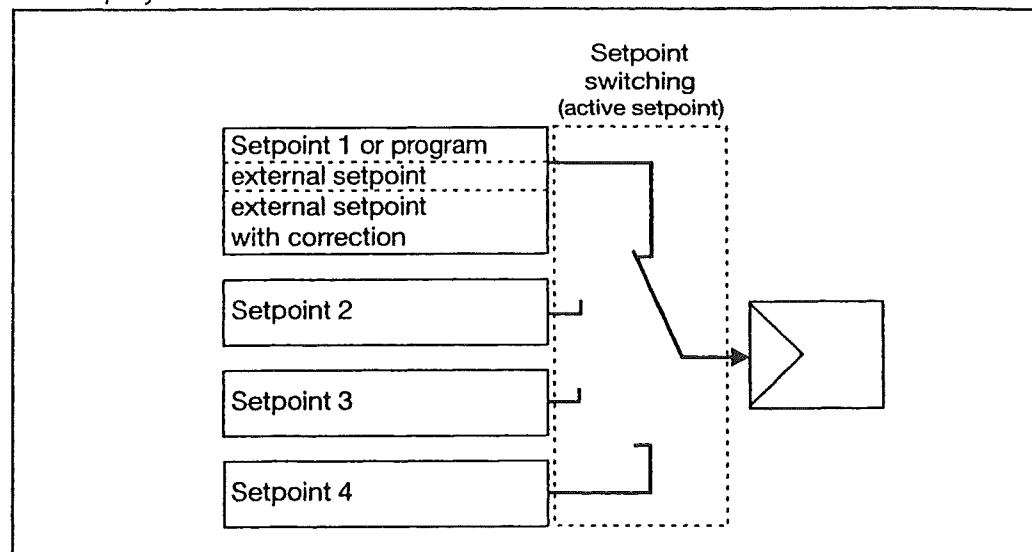 Setpoint
switching
(active setpoint)
Setpoint 1 or program
external setpoint
external setpoint
with correction
Setpoint 2
Setpoint 3
Setpoint 4